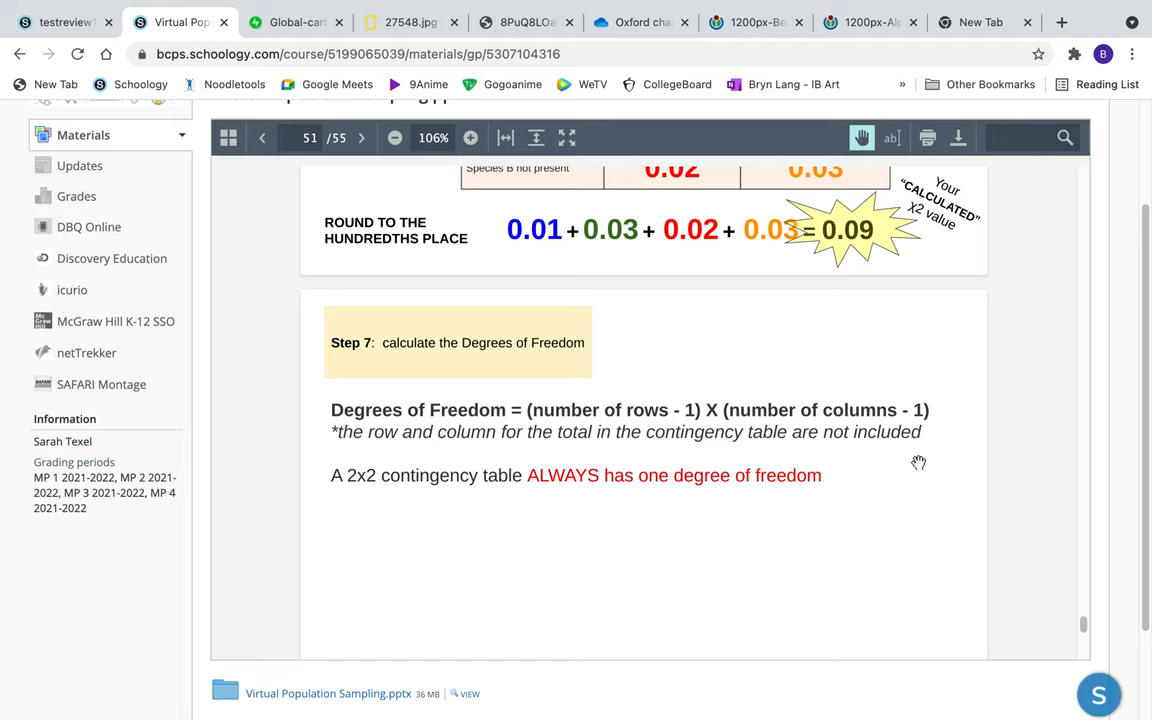 testreview1
Virtual Pop
Global-carb
27548.jpg
8PuQ8LOal
Oxford cha
1200px-Be
1200px-Alp
New Tab
bcps.schoology.com/course/5199065039/materials/gp/5307104316
B
New Tab
Schoology
Noodletools
Google Meets
9Anime
Gogoanime
WeTV
CollegeBoard
Bryn Lang - IB Art
»
Other Bookmarks
Reading List
Materials
Updates
Grades
DBQ Online
Discovery Education
icurio
McGraw Hill K-12 SSO
netTrekker
SAFARI Montage
Information
Sarah Texel
Grading periods
MP 1 2021-2022, MP 2 2021-
2022, MP 3 2021-2022, MP 4
2021-2022
51 /55
106%
Species B not present
0.02
0.03
Your
“CALCULATED”
X2 value
ROUND TO THE
HUNDREDTHS PLACE
0.01 + 0.03 + 0.02 + 0.03 = 0.09
Step 7: calculate the Degrees of Freedom
Degrees of Freedom = (number of rows - 1) X (number of columns - 1)
*the row and column for the total in the contingency table are not included
A 2x2 contingency table ALWAYS has one degree of freedom
Virtual Population Sampling.pptx 36 MB VIEW
S